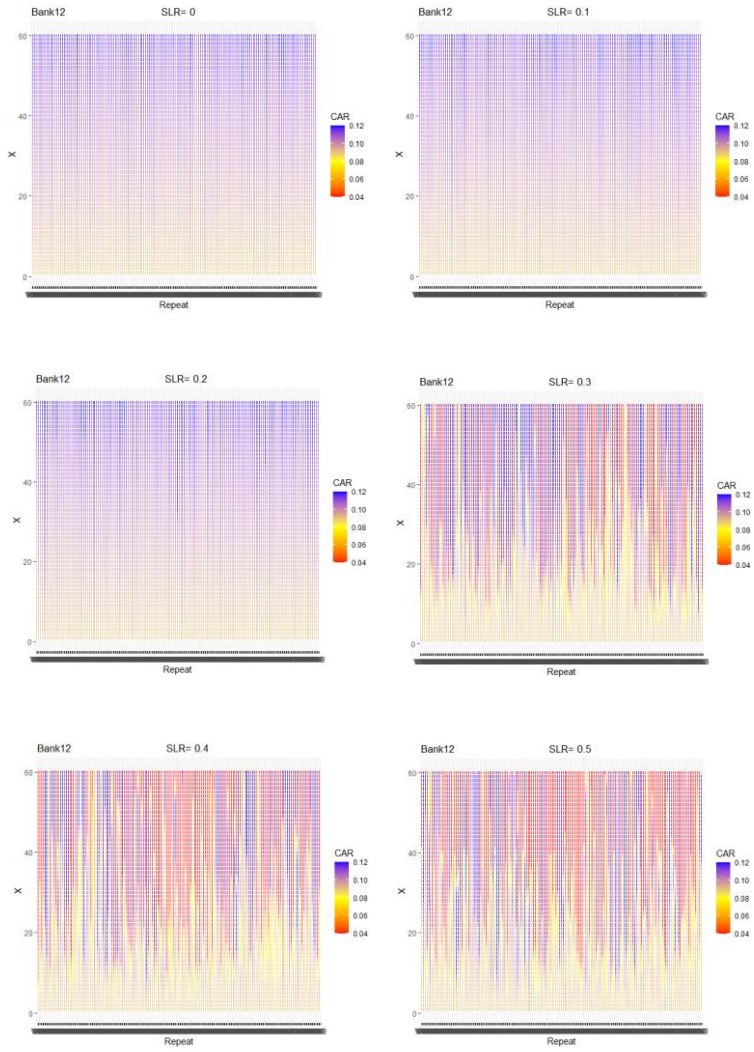 Bank12 SLR= 0
60
40
20
0
X
Repeat
CAR
0.12
0.10
0.08
0.06
0.04
Bank12 SLR= 0.1
60
40
20
0
X
Repeat
CAR
0.12
0.10
0.08
0.06
0.04
Bank12 SLR= 0.2
60
40
20
0
X
Repeat
CAR
0.12
0.10
0.08
0.06
0.04
Bank12 SLR= 0.3
60
40
20
0
X
Repeat
CAR
0.12
0.10
0.08
0.06
0.04
Bank12 SLR= 0.4
60
40
20
0
X
Repeat
CAR
0.12
0.10
0.08
0.06
0.04
Bank12 SLR= 0.5
60
40
20
0
X
Repeat
CAR
0.12
0.10
0.08
0.06
0.04